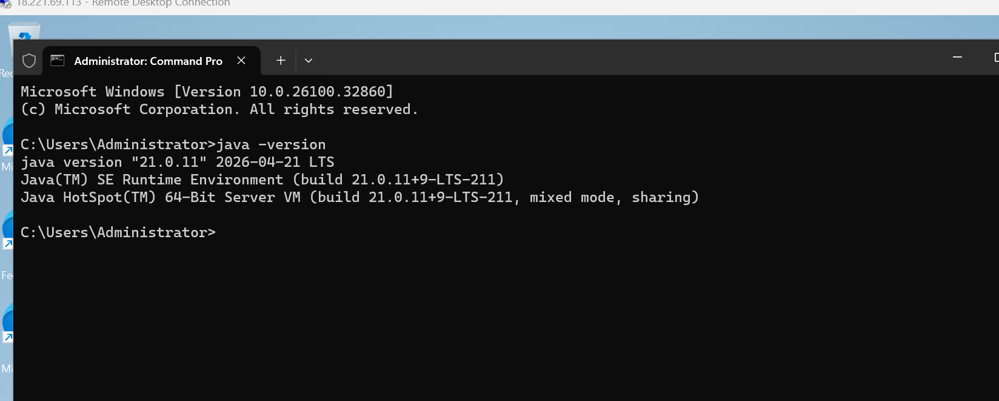 18.221.69.113 - Remote Desktop Connection
Administrator: Command Pro
Microsoft Windows [Version 10.0.26100.32860]
(c) Microsoft Corporation. All rights reserved.
C:\Users\Administrator>java -version
java version "21.0.11" 2026-04-21 LTS
Java(TM) SE Runtime Environment (build 21.0.11+9-LTS-211)
Java HotSpot(TM) 64-Bit Server VM (build 21.0.11+9-LTS-211, mixed mode, sharing)
C:\Users\Administrator>
Rec
Mi
Fe
Mi